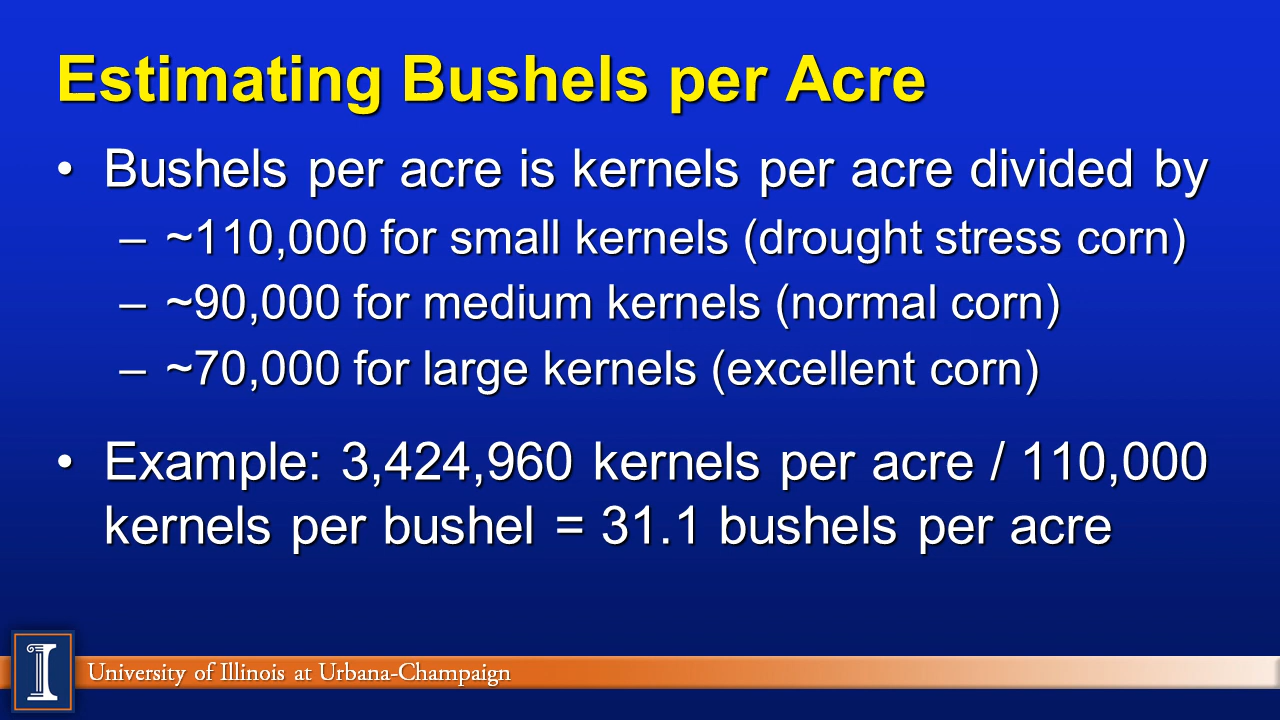 Estimating Bushels per Acre
• Bushels per acre is kernels per acre divided by
– ~110,000 for small kernels (drought stress corn)
– ~90,000 for medium kernels (normal corn)
– ~70,000 for large kernels (excellent corn)
• Example: 3,424,960 kernels per acre / 110,000
kernels per bushel = 31.1 bushels per acre
I
University of Illinois at Urbana-Champaign